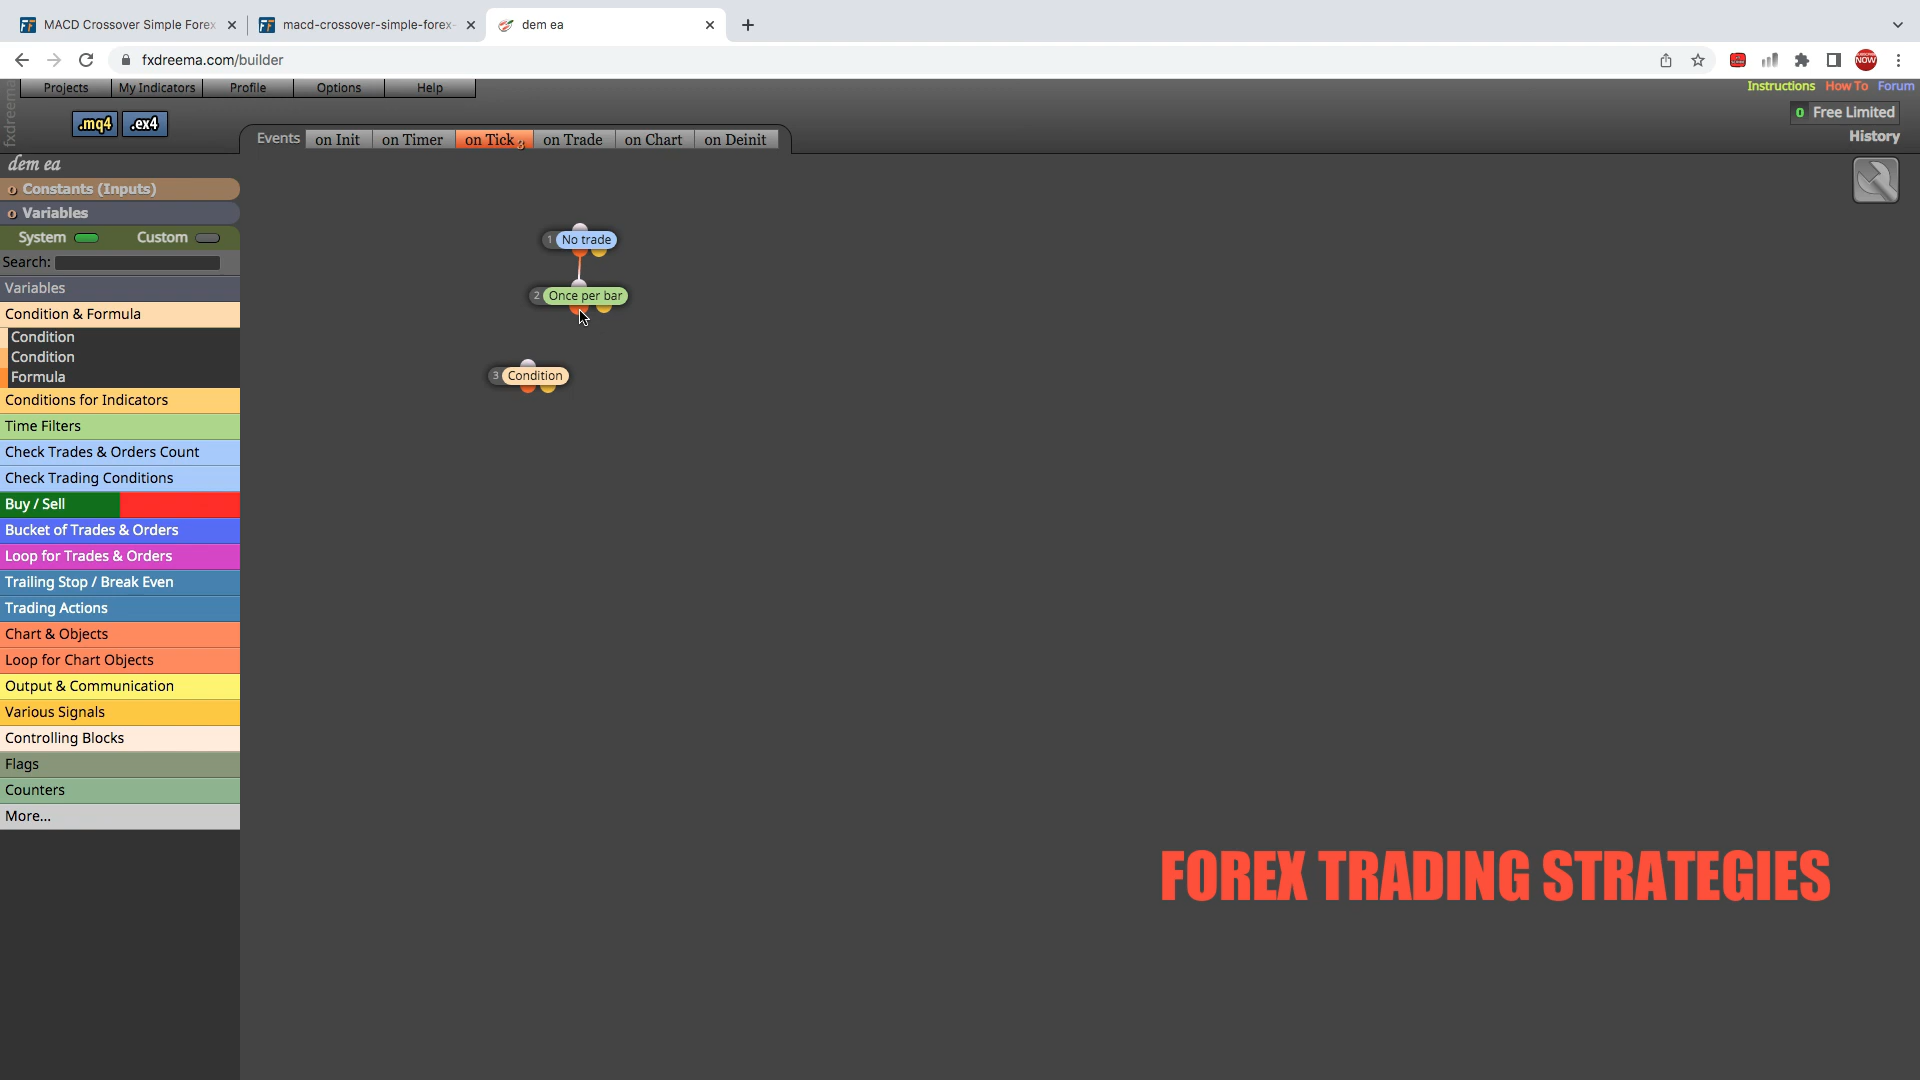 MACD Crossover Simple Forex
macd-crossover-simple-forex-
dem ea
fxdreema.com/builder
NOW
fxdreema
Projects
My Indicators
Profile
Options
Help
Instructions
How To
Forum
.mq4
.ex4
0 Free Limited
History
Events
on Init
on Timer
on Tick 3
on Trade
on Chart
on Deinit
dem ea
0 Constants (Inputs)
0 Variables
System
Custom
Search:
Variables
Condition & Formula
Condition
Condition
Formula
Conditions for Indicators
Time Filters
Check Trades & Orders Count
Check Trading Conditions
Buy / Sell
Bucket of Trades & Orders
Loop for Trades & Orders
Trailing Stop / Break Even
Trading Actions
Chart & Objects
Loop for Chart Objects
Output & Communication
Various Signals
Controlling Blocks
Flags
Counters
More...
1 No trade
2 Once per bar
3 Condition
FOREX TRADING STRATEGIES